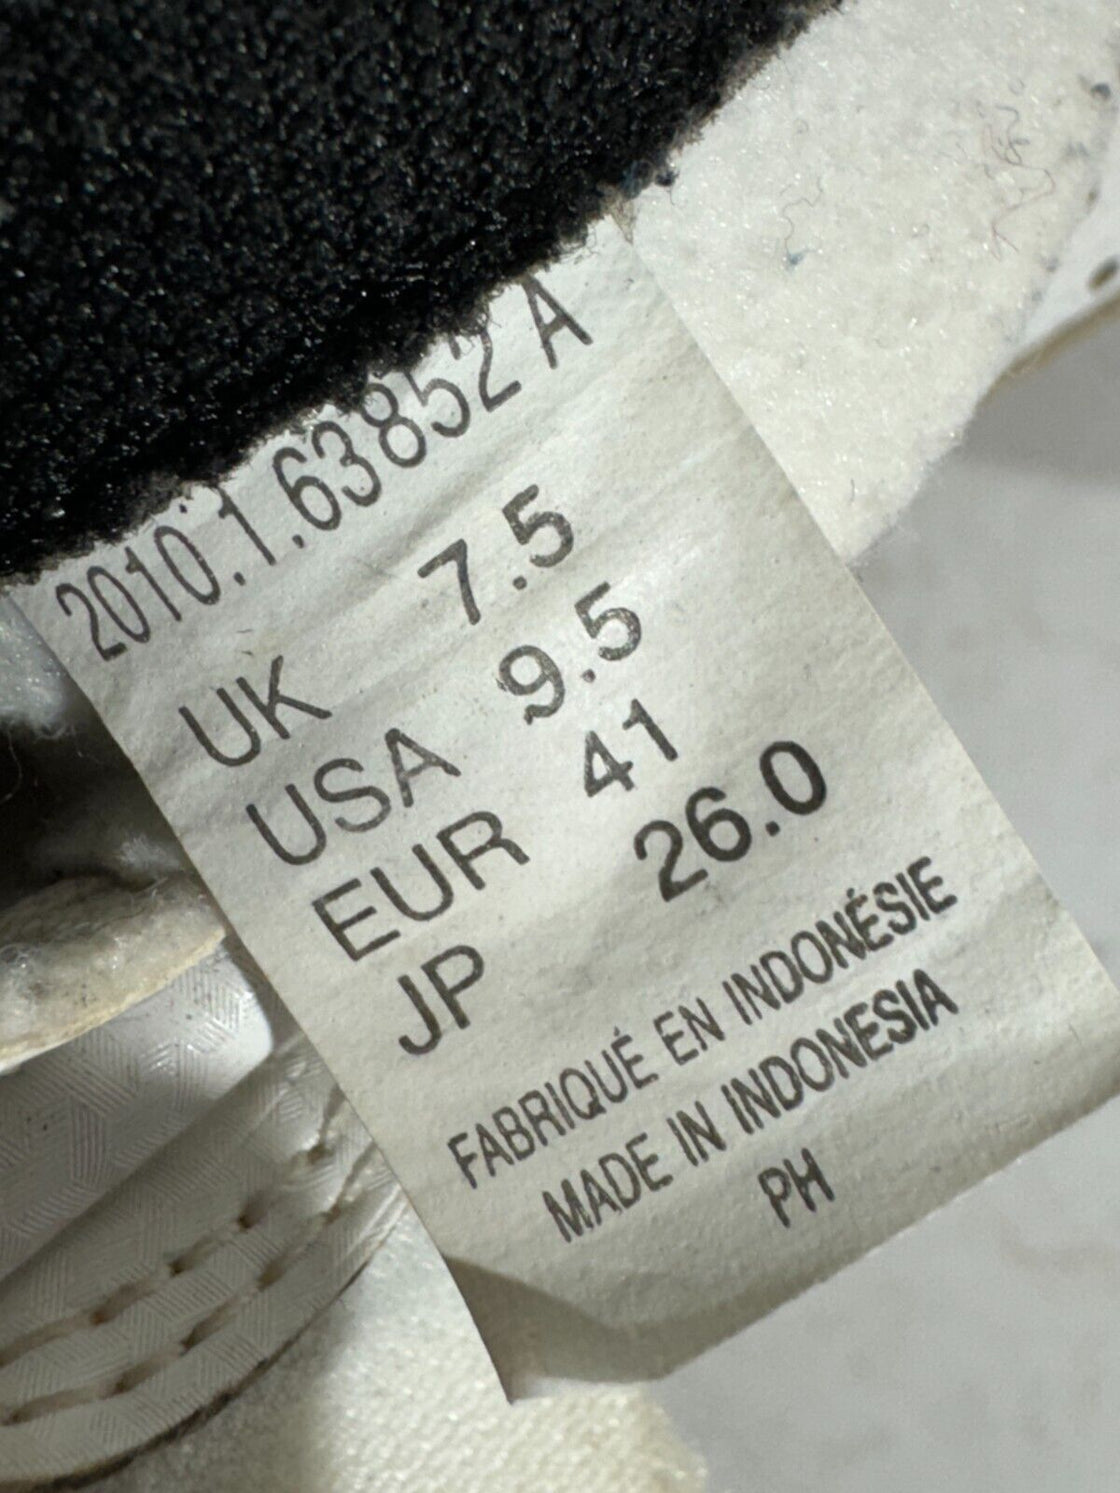 2010.1.63852 A
UK 7.5
USA 9.5
EUR 41
JP 26.0
FABRIQUÉ EN INDONÉSIE
MADE IN INDONESIA
PH